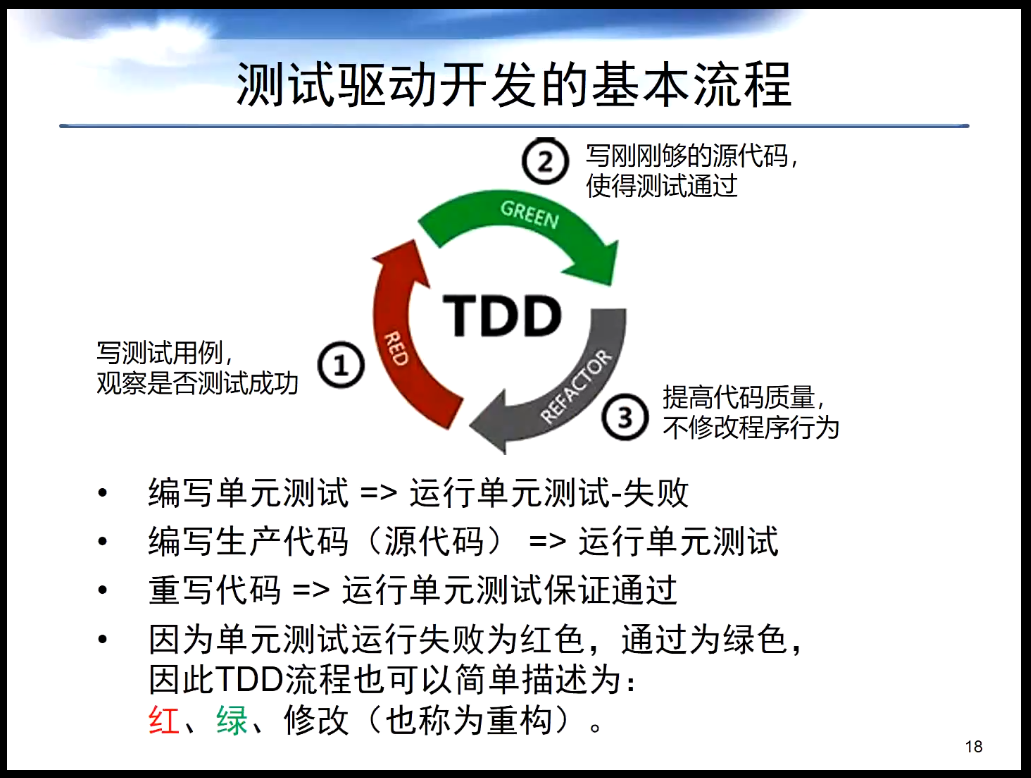 测试驱动开发的基本流程
② 写刚刚够的源代码，
使得测试通过
GREEN
TDD
RED
REFACTOR
写测试用例，
观察是否测试成功
①
③ 提高代码质量，
不修改程序行为
• 编写单元测试 => 运行单元测试-失败
• 编写生产代码（源代码） => 运行单元测试
• 重写代码 => 运行单元测试保证通过
• 因为单元测试运行失败为红色，通过为绿色，
因此TDD流程也可以简单描述为：
红、绿、修改（也称为重构）。
18